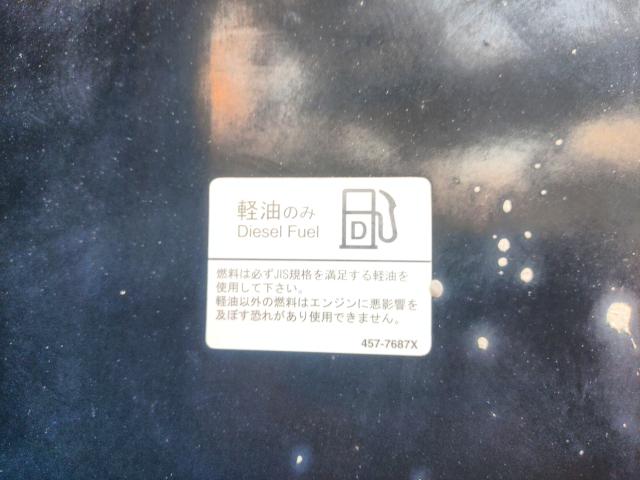 軽油のみ
Diesel Fuel
D
燃料は必ずJIS規格を満足する軽油を
使用して下さい。
軽油以外の燃料はエンジンに悪影響を
及ぼす恐れがあり使用できません。
457-7687X